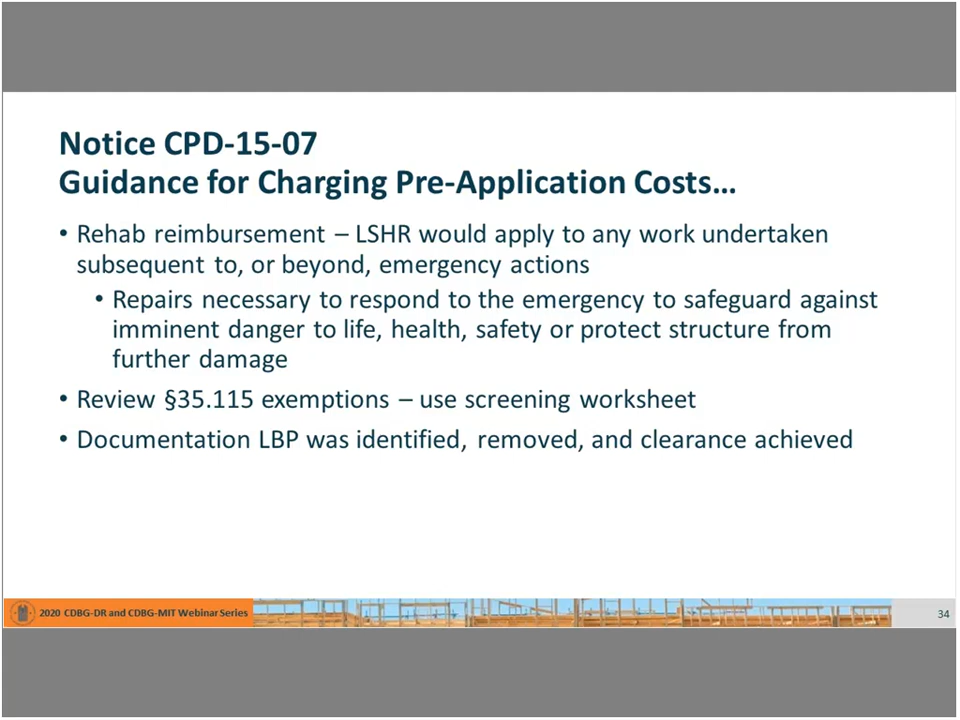 Notice CPD-15-07
Guidance for Charging Pre-Application Costs…
• Rehab reimbursement – LSHR would apply to any work undertaken
subsequent to, or beyond, emergency actions
• Repairs necessary to respond to the emergency to safeguard against
imminent danger to life, health, safety or protect structure from
further damage
• Review §35.115 exemptions – use screening worksheet
• Documentation LBP was identified, removed, and clearance achieved
2020 CDBG-DR and CDBG-MIT Webinar Series
34